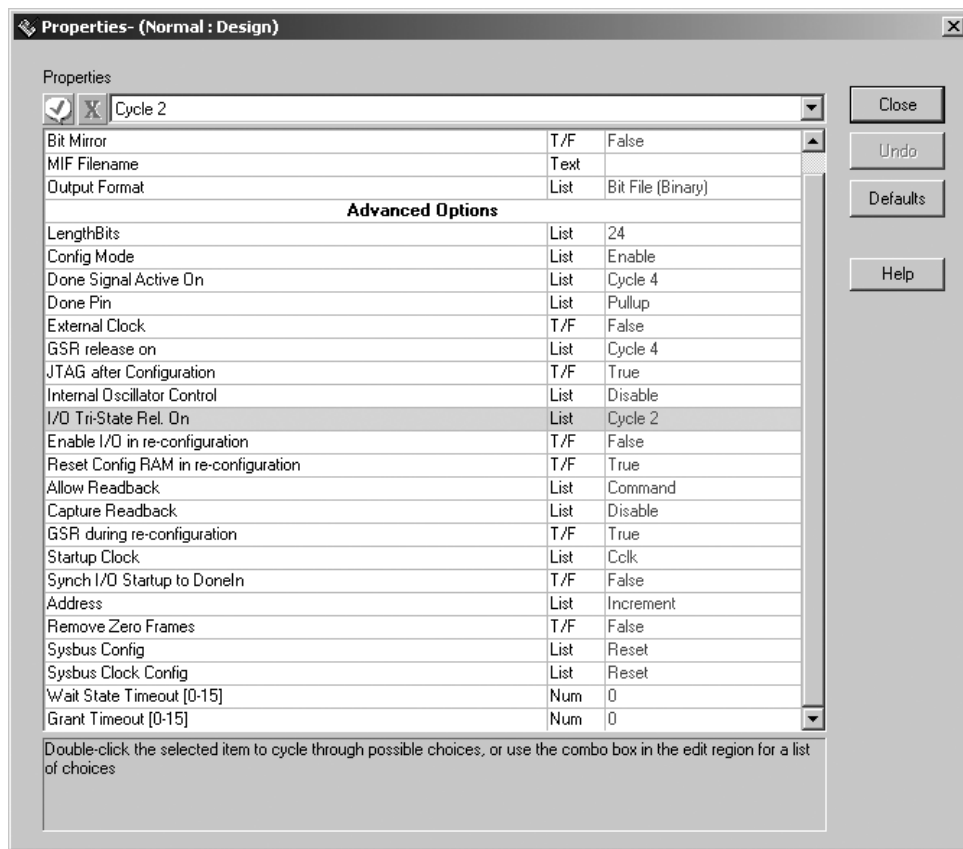 Properties- (Normal : Design)
Properties
X Cycle 2
Close
Undo
Defaults
Help
Bit Mirror T/F False
MIF Filename Text
Output Format List Bit File (Binary)
Advanced Options
LengthBits List 24
Config Mode List Enable
Done Signal Active On List Cycle 4
Done Pin List Pullup
External Clock T/F False
GSR release on List Cycle 4
JTAG after Configuration T/F True
Internal Oscillator Control List Disable
I/O Tri-State Rel. On List Cycle 2
Enable I/O in re-configuration T/F False
Reset Config RAM in re-configuration T/F True
Allow Readback List Command
Capture Readback List Disable
GSR during re-configuration T/F True
Startup Clock List Cclk
Synch I/O Startup to DoneIn T/F False
Address List Increment
Remove Zero Frames T/F False
Sysbus Config List Reset
Sysbus Clock Config List Reset
Wait State Timeout [0-15] Num 0
Grant Timeout [0-15] Num 0
Double-click the selected item to cycle through possible choices, or use the combo box in the edit region for a list
of choices